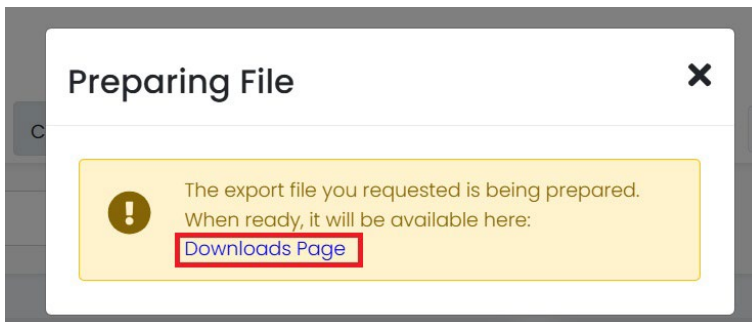 Preparing File
C
The export file you requested is being prepared.
When ready, it will be available here:
Downloads Page